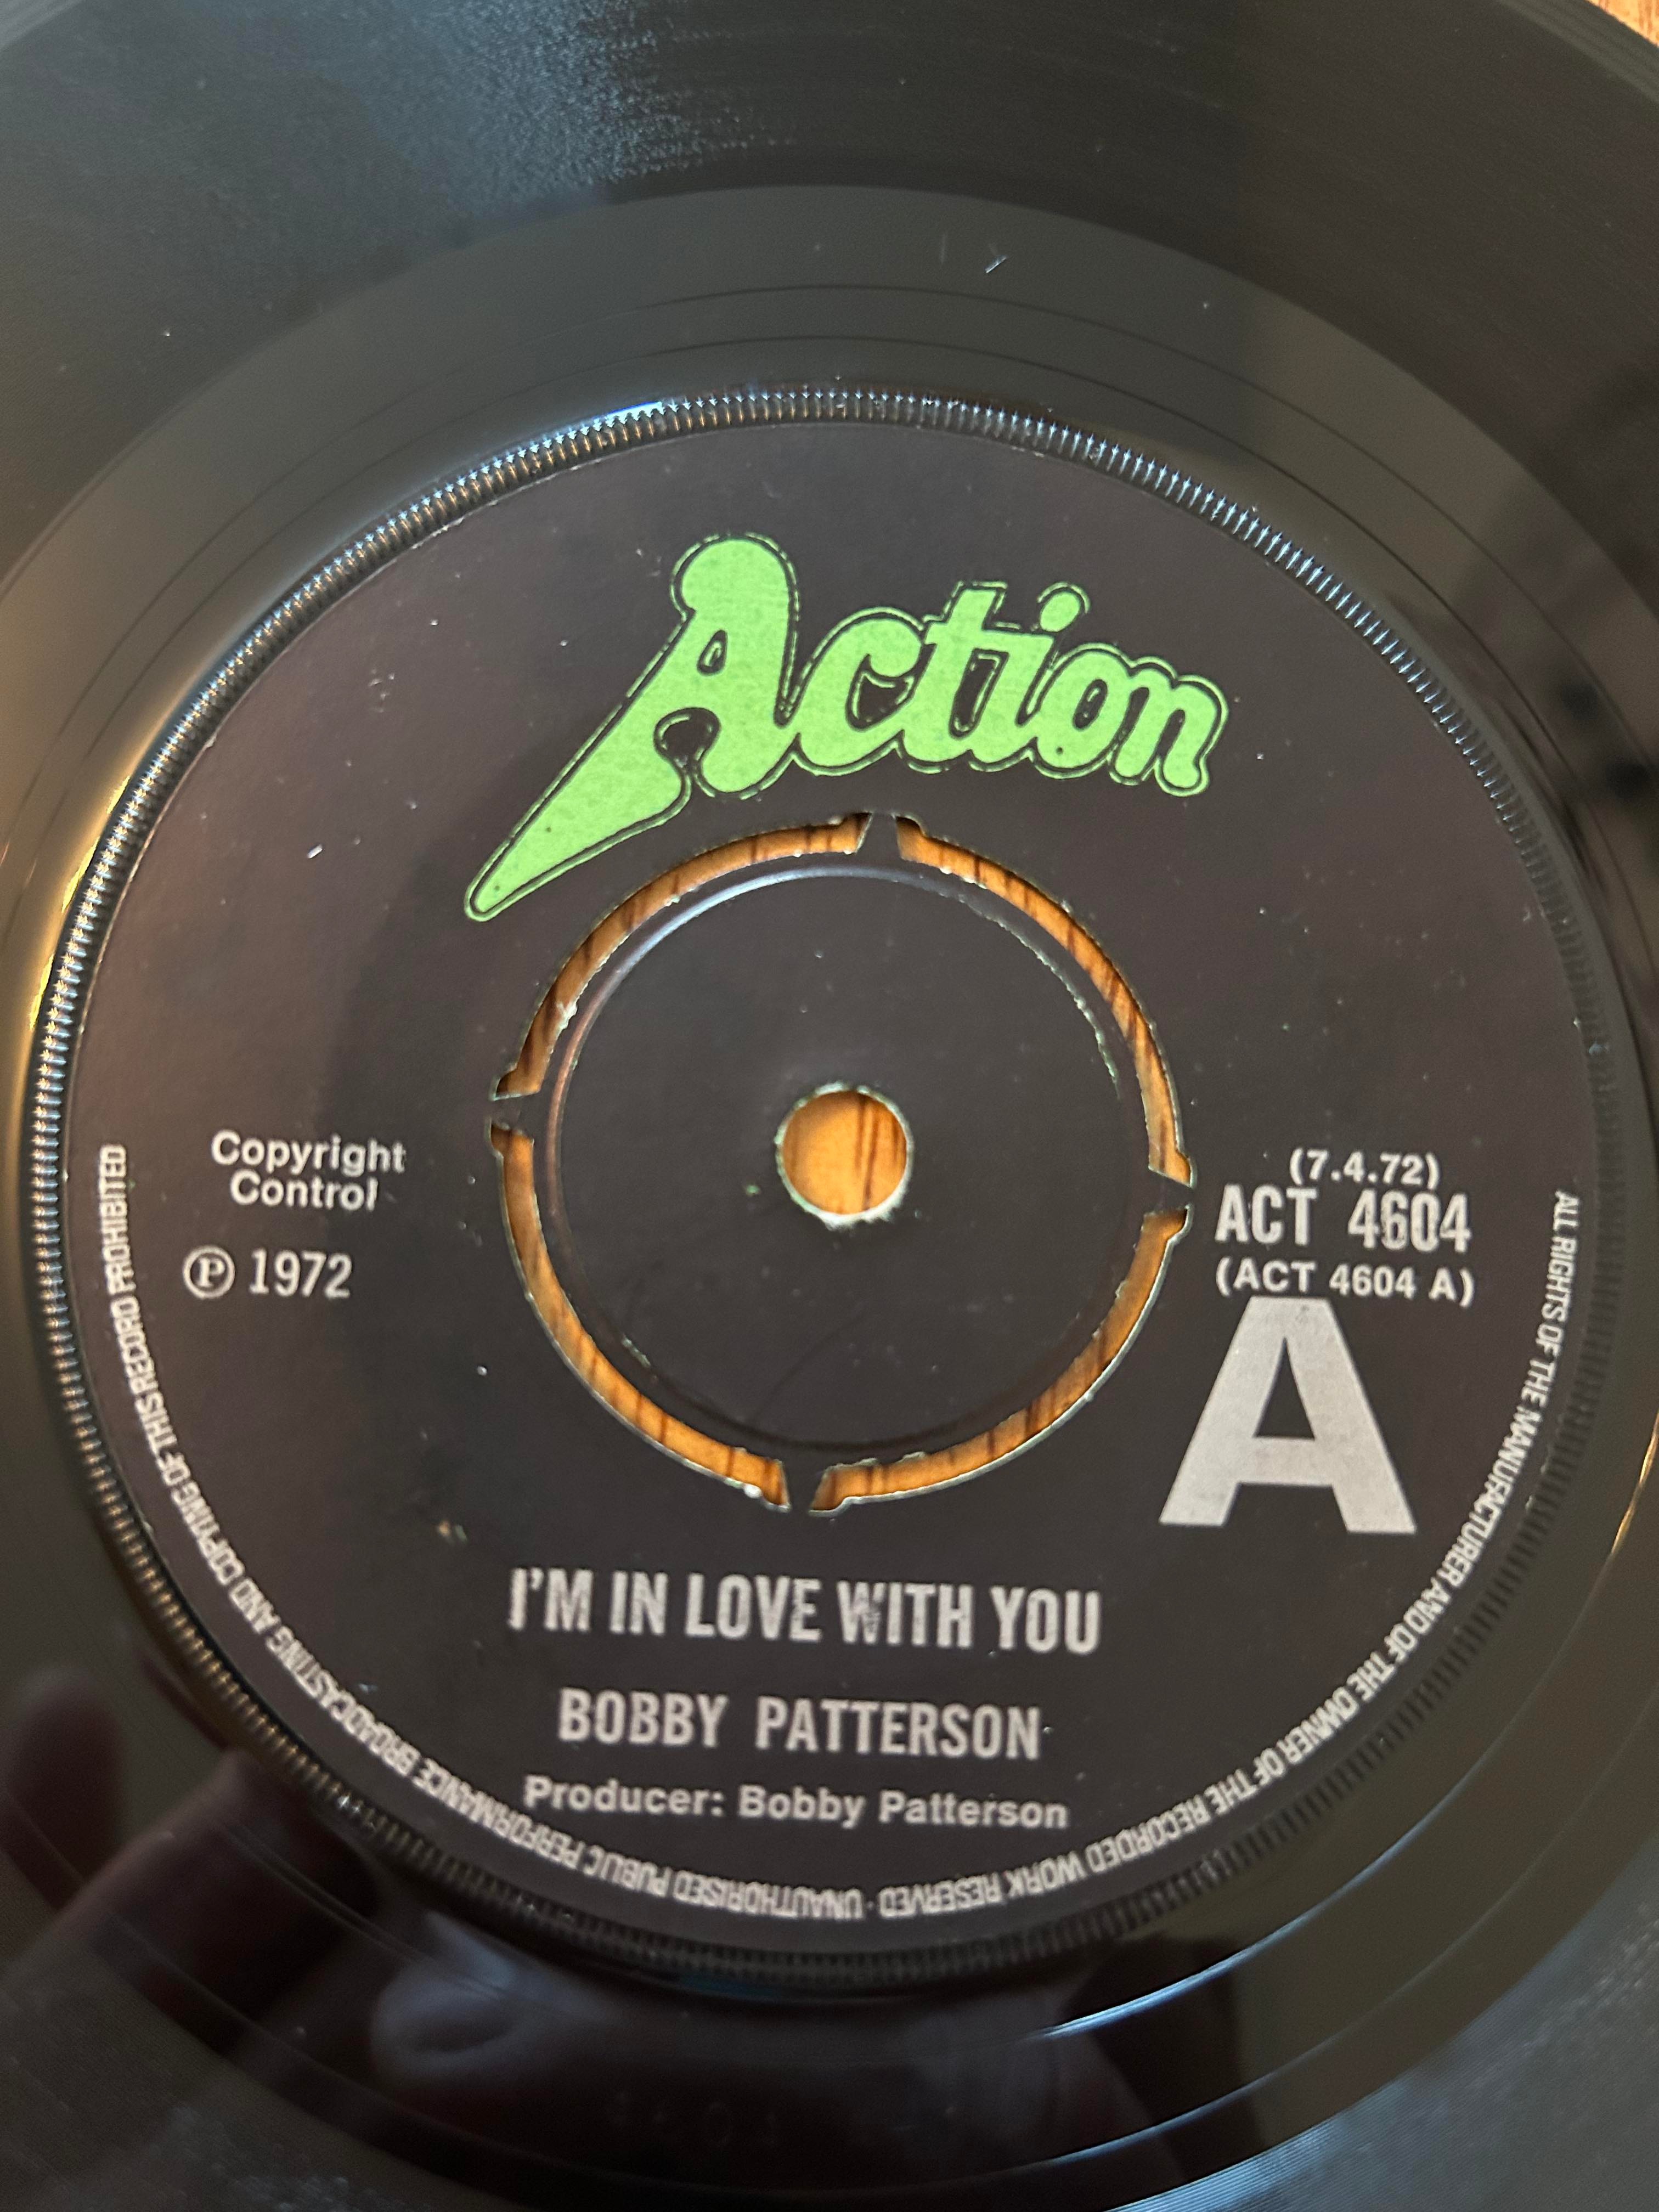 Action
Copyright
Control
Ⓟ 1972
(7.4.72)
ACT 4604
(ACT 4604 A)
A
I'M IN LOVE WITH YOU
BOBBY PATTERSON
Producer: Bobby Patterson
ALL RIGHTS OF THE MANUFACTURER AND OF THE OWNER OF THE RECORDED WORK RESERVED · UNAUTHORISED PUBLIC PERFORMANCE BROADCASTING AND COPYING OF THIS RECORD PROHIBITED